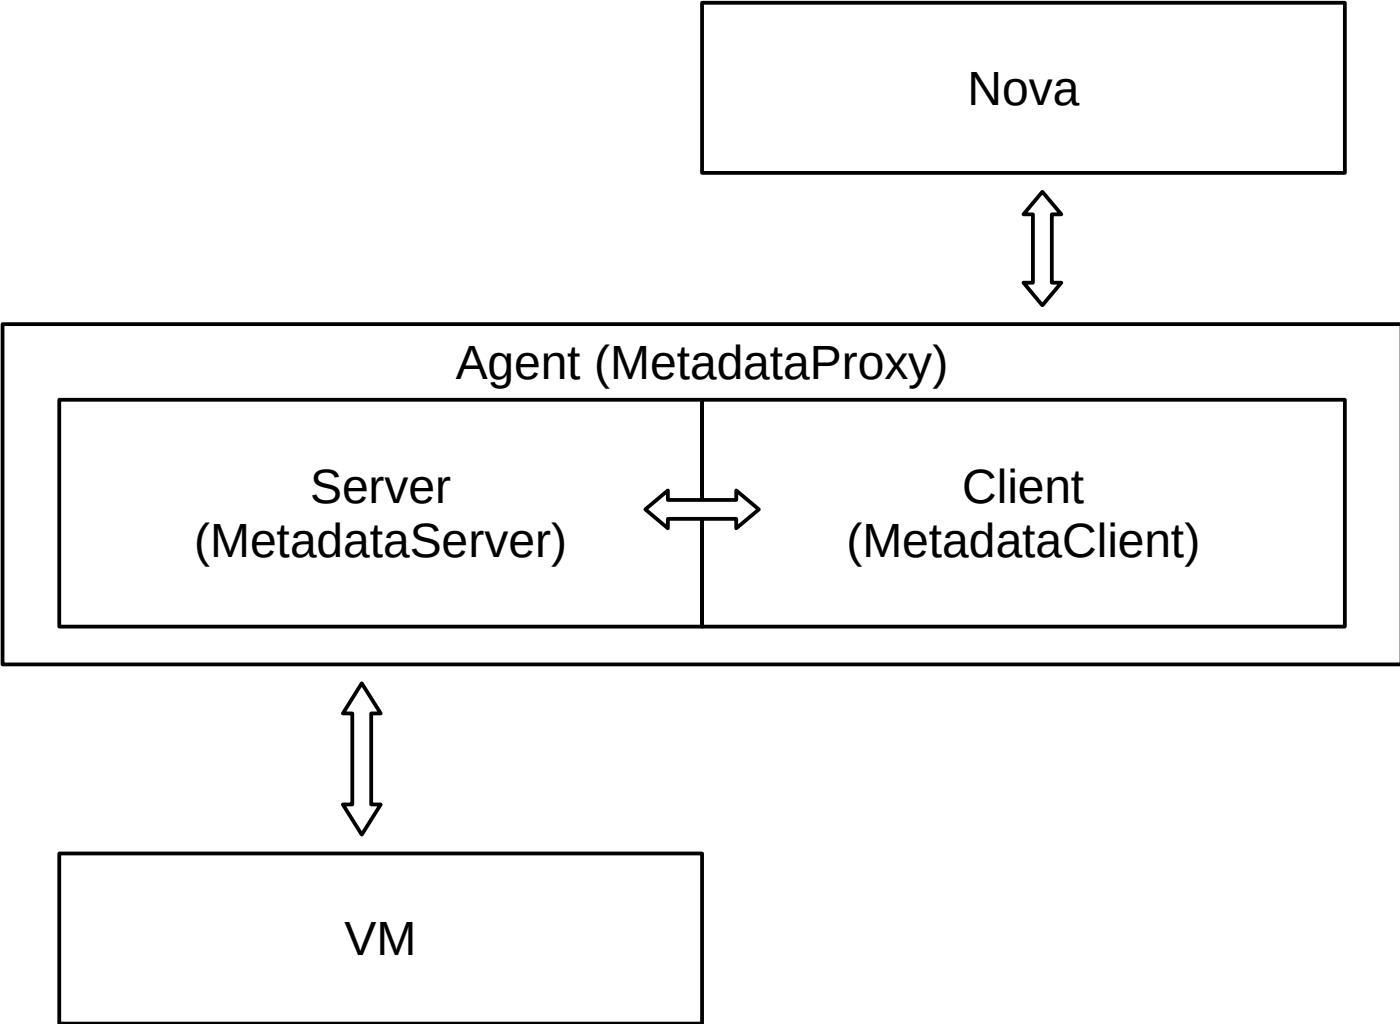 Nova
Agent (MetadataProxy)
Server
(MetadataServer)
Client
(MetadataClient)
VM